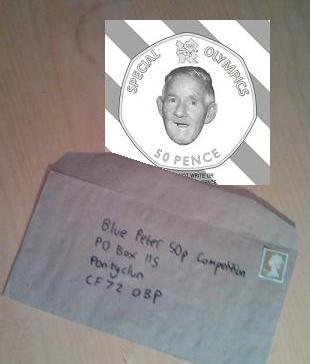 SPECIAL OLYMPICS
50 PENCE
Blue Peter 50p Competition
PO Box 115
Pontyclun
CF72 0BP